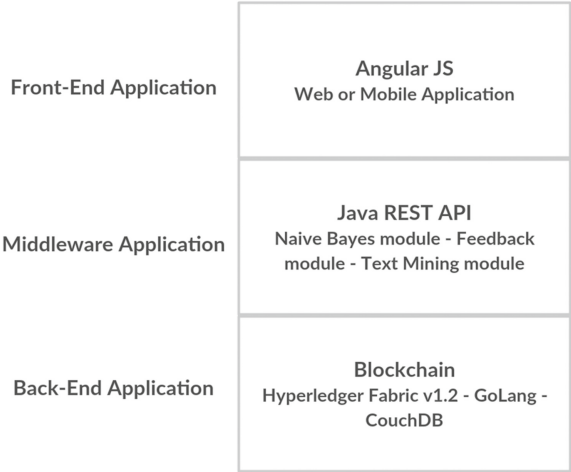 Front-End Application
Angular JS
Web or Mobile Application
Middleware Application
Java REST API
Naive Bayes module - Feedback
module - Text Mining module
Back-End Application
Blockchain
Hyperledger Fabric v1.2 - GoLang -
CouchDB